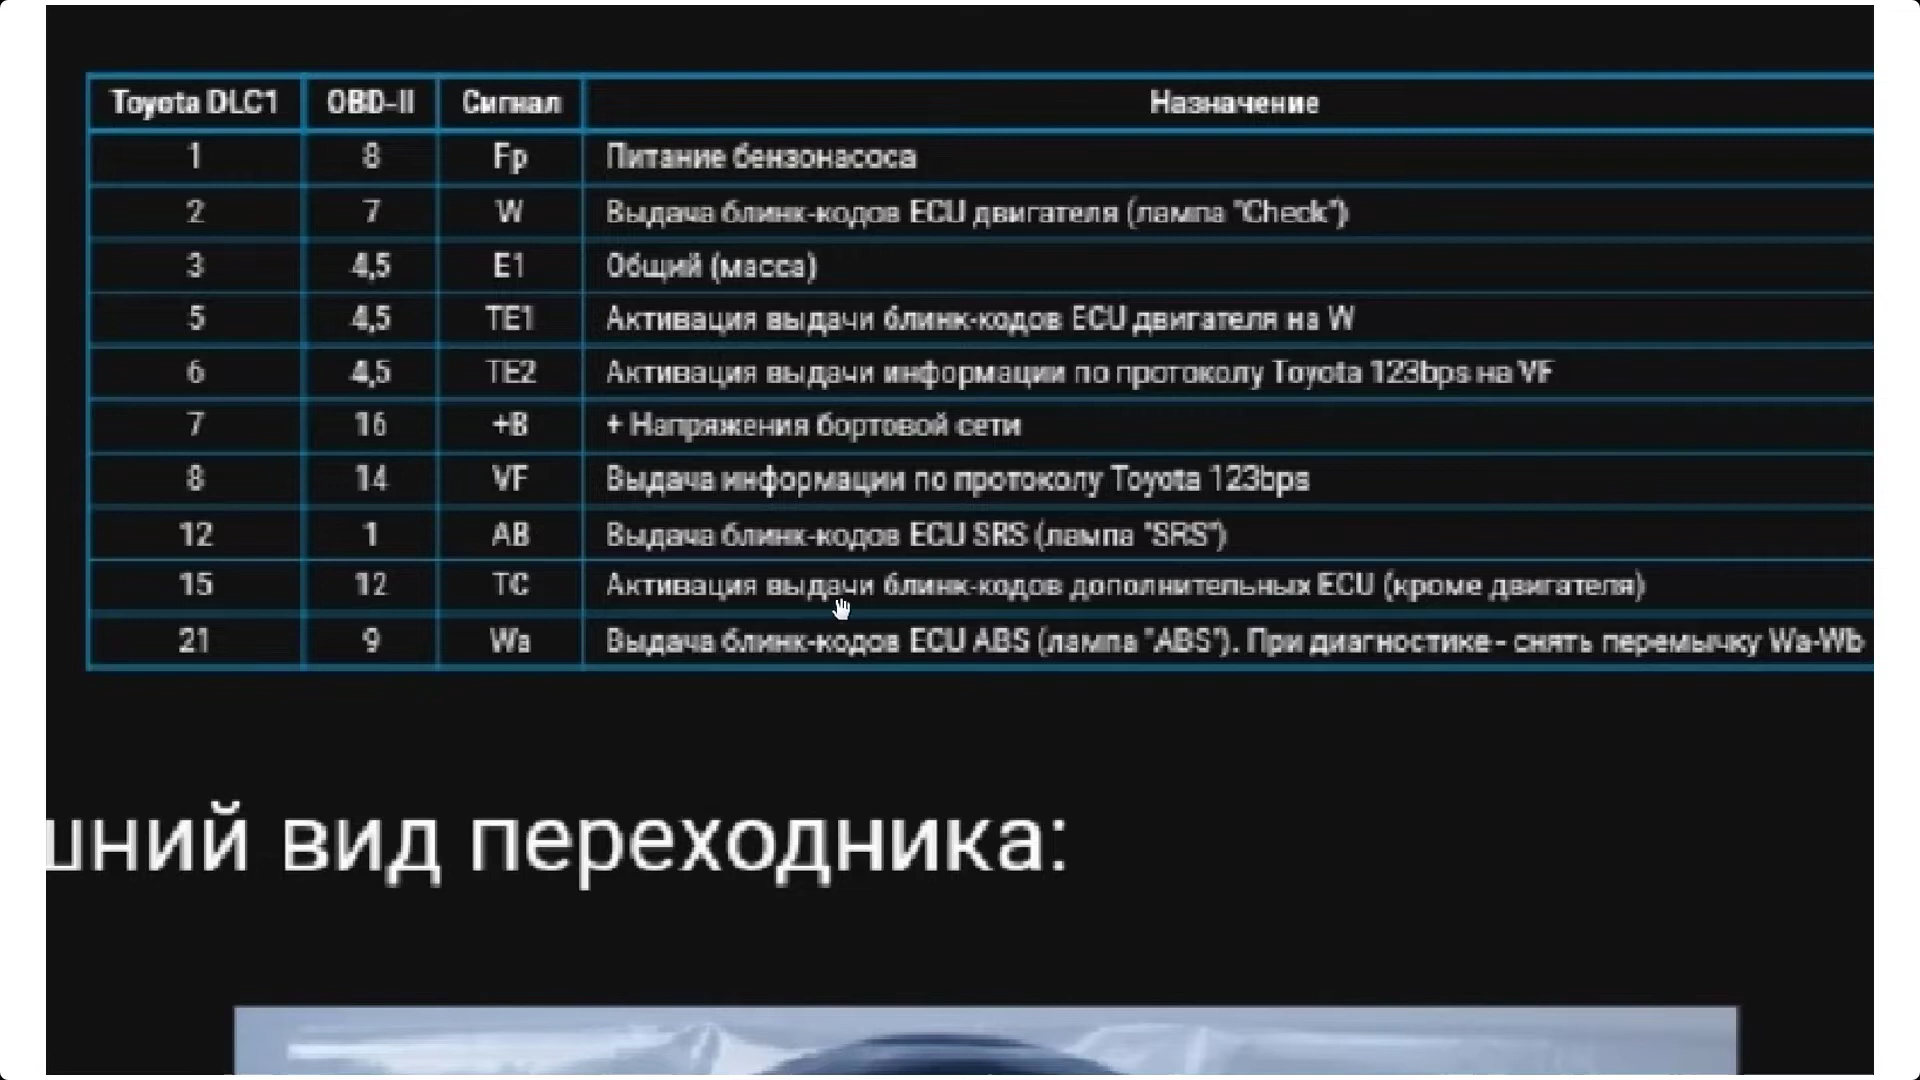 Toyota DLC1 OBD-II Сигнал Назначение
1 8 Fp Питание бензонасоса
2 7 W Выдача блинк-кодов ECU двигателя (лампа "Check")
3 4,5 E1 Общий (масса)
5 4,5 TE1 Активация выдачи блинк-кодов ECU двигателя на W
6 4,5 TE2 Активация выдачи информации по протоколу Toyota 123bps на VF
7 16 +B + Напряжения бортовой сети
8 14 VF Выдача информации по протоколу Toyota 123bps
12 1 AB Выдача блинк-кодов ECU SRS (лампа "SRS")
15 12 TC Активация выдачи блинк-кодов дополнительных ECU (кроме двигателя)
21 9 Wa Выдача блинк-кодов ECU ABS (лампа "ABS"). При диагностике - снять перемычку Wa-Wb
шний вид переходника: